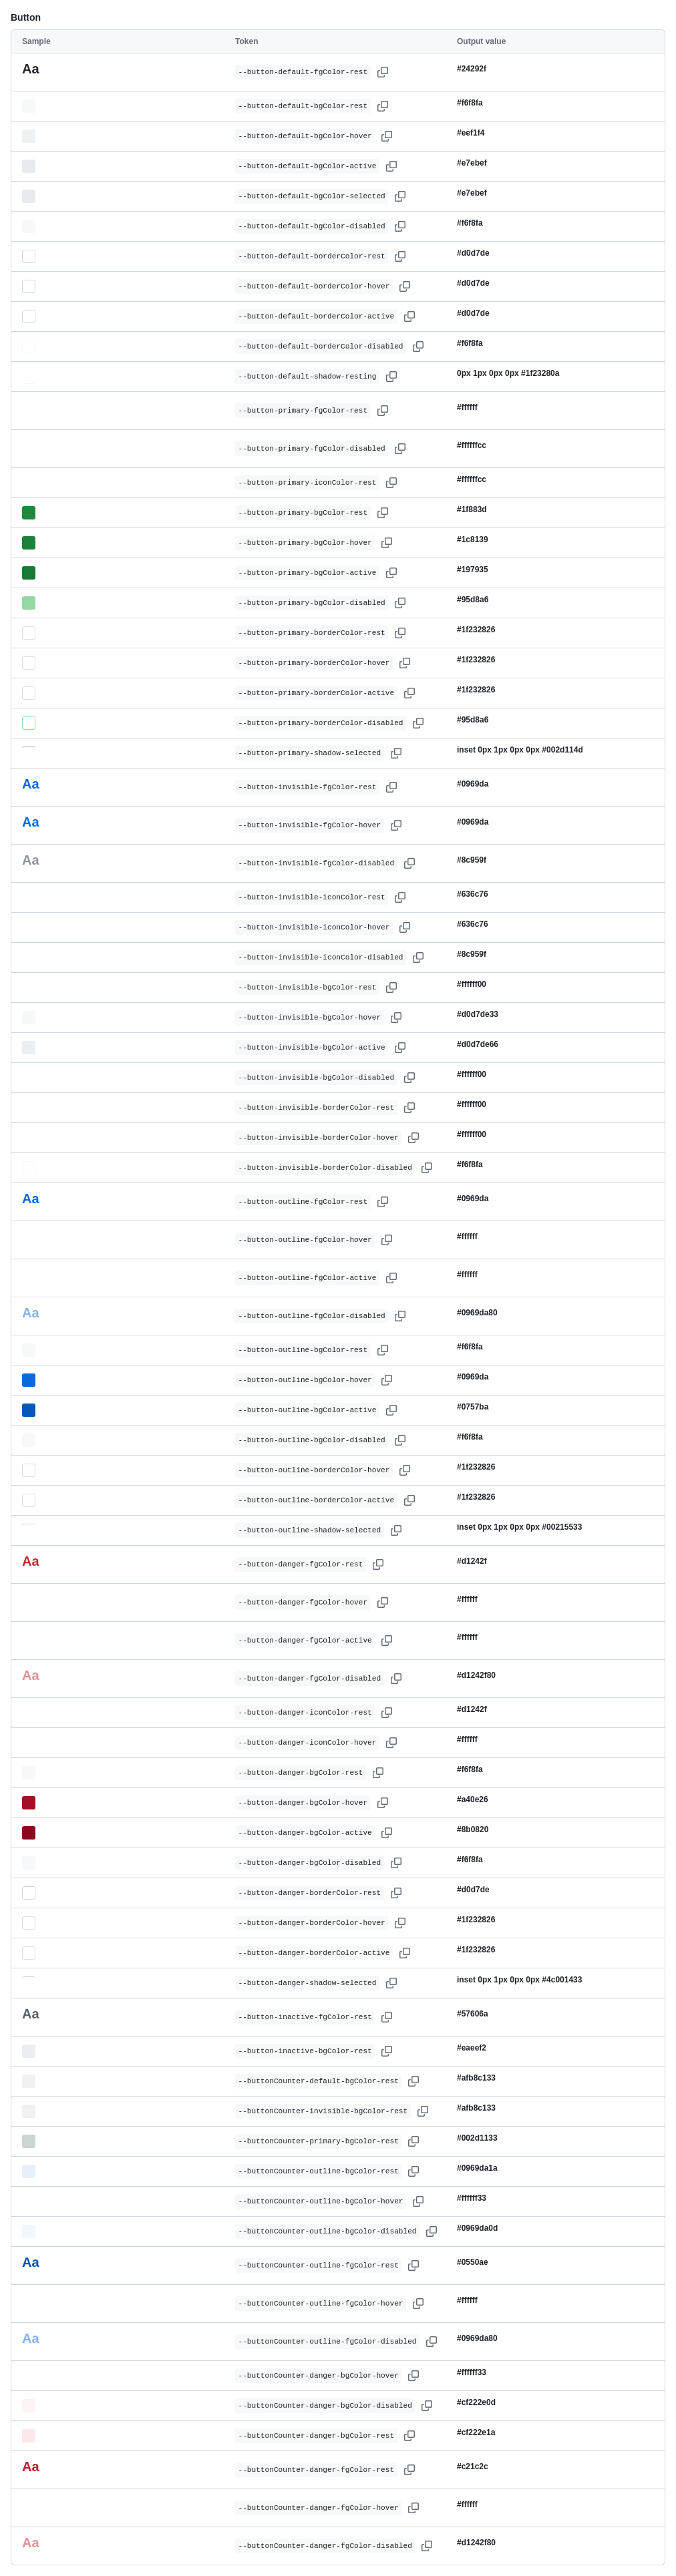 Button
Sample Token Output value
Aa --button-default-fgColor-rest #24292f
--button-default-bgColor-rest #f6f8fa
--button-default-bgColor-hover #eef1f4
--button-default-bgColor-active #e7ebef
--button-default-bgColor-selected #e7ebef
--button-default-bgColor-disabled #f6f8fa
--button-default-borderColor-rest #d0d7de
--button-default-borderColor-hover #d0d7de
--button-default-borderColor-active #d0d7de
--button-default-borderColor-disabled #f6f8fa
--button-default-shadow-resting 0px 1px 0px 0px #1f23280a
--button-primary-fgColor-rest #ffffff
--button-primary-fgColor-disabled #ffffffcc
--button-primary-iconColor-rest #ffffffcc
--button-primary-bgColor-rest #1f883d
--button-primary-bgColor-hover #1c8139
--button-primary-bgColor-active #197935
--button-primary-bgColor-disabled #95d8a6
--button-primary-borderColor-rest #1f232826
--button-primary-borderColor-hover #1f232826
--button-primary-borderColor-active #1f232826
--button-primary-borderColor-disabled #95d8a6
--button-primary-shadow-selected inset 0px 1px 0px 0px #002d114d
Aa --button-invisible-fgColor-rest #0969da
Aa --button-invisible-fgColor-hover #0969da
Aa --button-invisible-fgColor-disabled #8c959f
--button-invisible-iconColor-rest #636c76
--button-invisible-iconColor-hover #636c76
--button-invisible-iconColor-disabled #8c959f
--button-invisible-bgColor-rest #ffffff00
--button-invisible-bgColor-hover #d0d7de33
--button-invisible-bgColor-active #d0d7de66
--button-invisible-bgColor-disabled #ffffff00
--button-invisible-borderColor-rest #ffffff00
--button-invisible-borderColor-hover #ffffff00
--button-invisible-borderColor-disabled #f6f8fa
Aa --button-outline-fgColor-rest #0969da
--button-outline-fgColor-hover #ffffff
--button-outline-fgColor-active #ffffff
Aa --button-outline-fgColor-disabled #0969da80
--button-outline-bgColor-rest #f6f8fa
--button-outline-bgColor-hover #0969da
--button-outline-bgColor-active #0757ba
--button-outline-bgColor-disabled #f6f8fa
--button-outline-borderColor-hover #1f232826
--button-outline-borderColor-active #1f232826
--button-outline-shadow-selected inset 0px 1px 0px 0px #00215533
Aa --button-danger-fgColor-rest #d1242f
--button-danger-fgColor-hover #ffffff
--button-danger-fgColor-active #ffffff
Aa --button-danger-fgColor-disabled #d1242f80
--button-danger-iconColor-rest #d1242f
--button-danger-iconColor-hover #ffffff
--button-danger-bgColor-rest #f6f8fa
--button-danger-bgColor-hover #a40e26
--button-danger-bgColor-active #8b0820
--button-danger-bgColor-disabled #f6f8fa
--button-danger-borderColor-rest #d0d7de
--button-danger-borderColor-hover #1f232826
--button-danger-borderColor-active #1f232826
--button-danger-shadow-selected inset 0px 1px 0px 0px #4c001433
Aa --button-inactive-fgColor-rest #57606a
--button-inactive-bgColor-rest #eaeef2
--buttonCounter-default-bgColor-rest #afb8c133
--buttonCounter-invisible-bgColor-rest #afb8c133
--buttonCounter-primary-bgColor-rest #002d1133
--buttonCounter-outline-bgColor-rest #0969da1a
--buttonCounter-outline-bgColor-hover #ffffff33
--buttonCounter-outline-bgColor-disabled #0969da0d
Aa --buttonCounter-outline-fgColor-rest #0550ae
--buttonCounter-outline-fgColor-hover #ffffff
Aa --buttonCounter-outline-fgColor-disabled #0969da80
--buttonCounter-danger-bgColor-hover #ffffff33
--buttonCounter-danger-bgColor-disabled #cf222e0d
--buttonCounter-danger-bgColor-rest #cf222e1a
Aa --buttonCounter-danger-fgColor-rest #c21c2c
--buttonCounter-danger-fgColor-hover #ffffff
Aa --buttonCounter-danger-fgColor-disabled #d1242f80